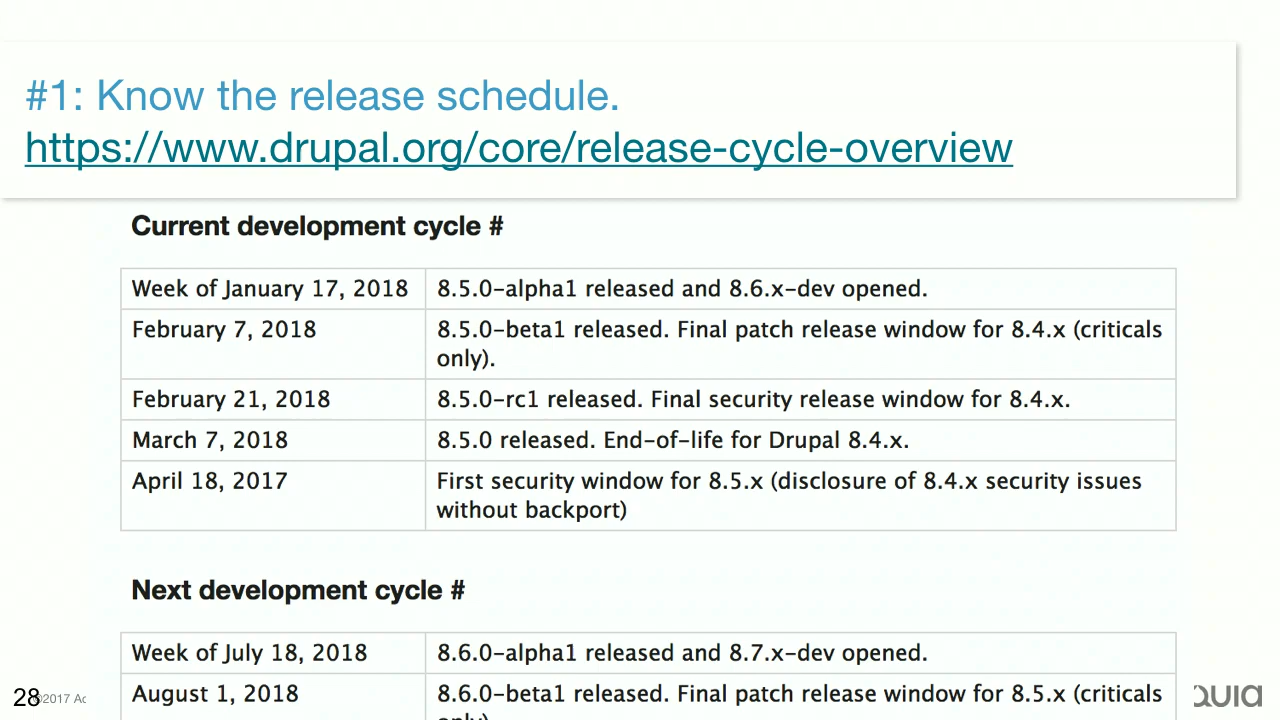 #1: Know the release schedule.
https://www.drupal.org/core/release-cycle-overview
Current development cycle #
Week of January 17, 2018 8.5.0-alpha1 released and 8.6.x-dev opened.
February 7, 2018 8.5.0-beta1 released. Final patch release window for 8.4.x (criticals
only).
February 21, 2018 8.5.0-rc1 released. Final security release window for 8.4.x.
March 7, 2018 8.5.0 released. End-of-life for Drupal 8.4.x.
April 18, 2017 First security window for 8.5.x (disclosure of 8.4.x security issues
without backport)
Next development cycle #
Week of July 18, 2018 8.6.0-alpha1 released and 8.7.x-dev opened.
August 1, 2018 8.6.0-beta1 released. Final patch release window for 8.5.x (criticals
28 ©2017